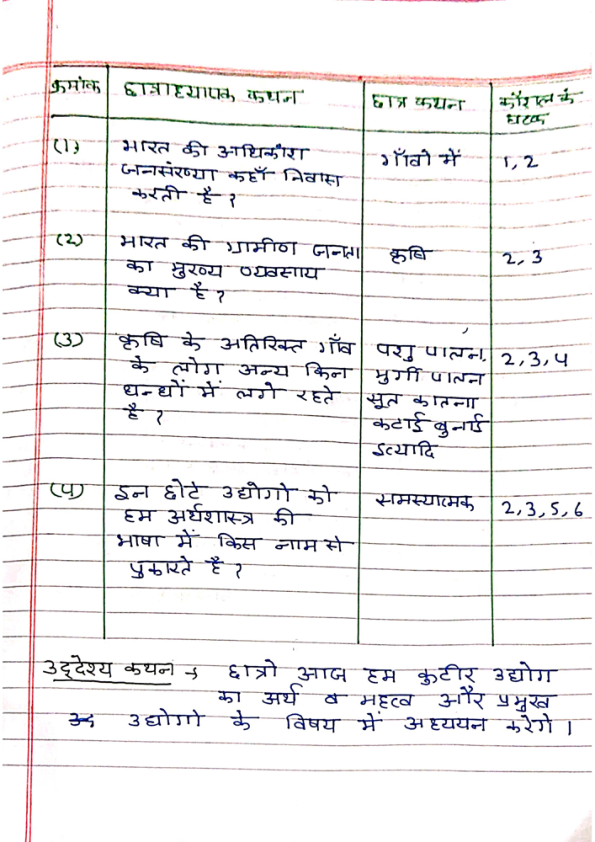 क्रमांक छात्राध्यापक कथन छात्र कथन कौशल के
घटक
(1) भारत की अधिकांश गाँवो में 1, 2
जनसंख्या कहाँ निवास
करती है ?
(2) भारत की ग्रामीण जनता कृषि 2, 3
का मुख्य व्यवसाय
क्या है ?
(3) कृषि के अतिरिक्त गाँव पशु पालन, 2, 3, 4
के लोग अन्य किन मुर्गी पालन
धन्धों में लगे रहते सूत कातना
है ? कटाई बुनाई
इत्यादि
(4) इन छोटे उद्योगो को समस्यात्मक 2, 3, 5, 6
हम अर्थशास्त्र की
भाषा में किस नाम से
पुकारते है ?
उद्देश्य कथन → छात्रो आज हम कुटीर उद्योग
का अर्थ व महत्व और प्रमुख
उद्योगो के विषय में अध्ययन करेगे ।